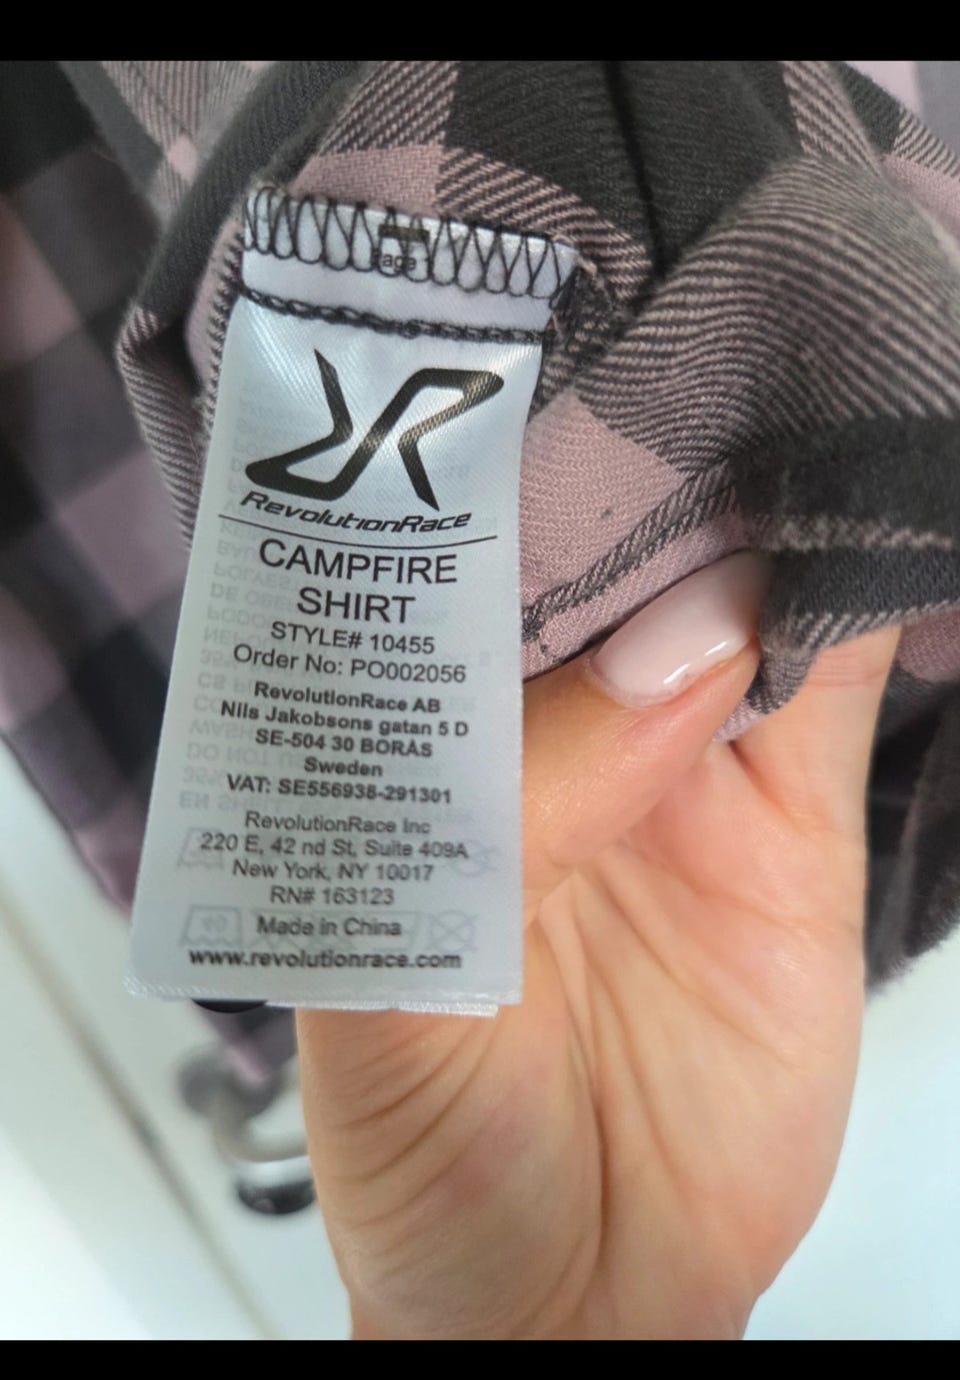 Race
RevolutionRace
CAMPFIRE
SHIRT
STYLE# 10455
Order No: PO002056
RevolutionRace AB
Nils Jakobsons gatan 5 D
SE-504 30 BORÅS
Sweden
VAT: SE556938-291301
RevolutionRace Inc
220 E, 42 nd St, Suite 409A
New York, NY 10017
RN# 163123
Made in China
www.revolutionrace.com